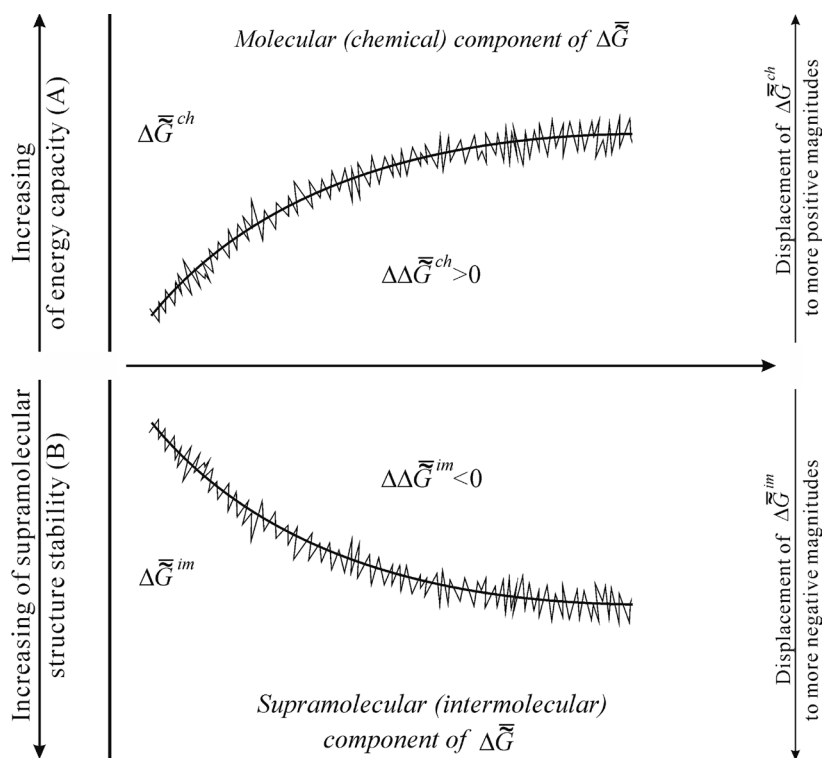 Molecular (chemical) component of Δ G̃̅
Increasing
of energy capacity (A)
ΔG̃̅ ch
ΔΔG̃̅ ch>0
Displacement of ΔG̃̅ ch
to more positive magnitudes
Increasing of supramolecular
structure stability (B)
ΔΔG̃̅ im<0
ΔG̃̅ im
Displacement of ΔG̃̅ im
to more negative magnitudes
Supramolecular (intermolecular)
component of ΔG̃̅